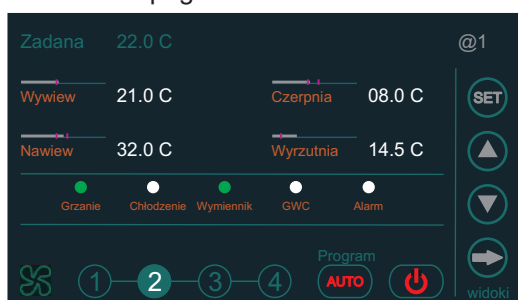 Zadana 22.0 C @1
Wywiew 21.0 C Czerpnia 08.0 C SET
Nawiew 32.0 C Wyrzutnia 14.5 C
Grzanie Chłodzenie Wymiennik GWC Alarm
Program
1 2 3 4 AUTO
widoki